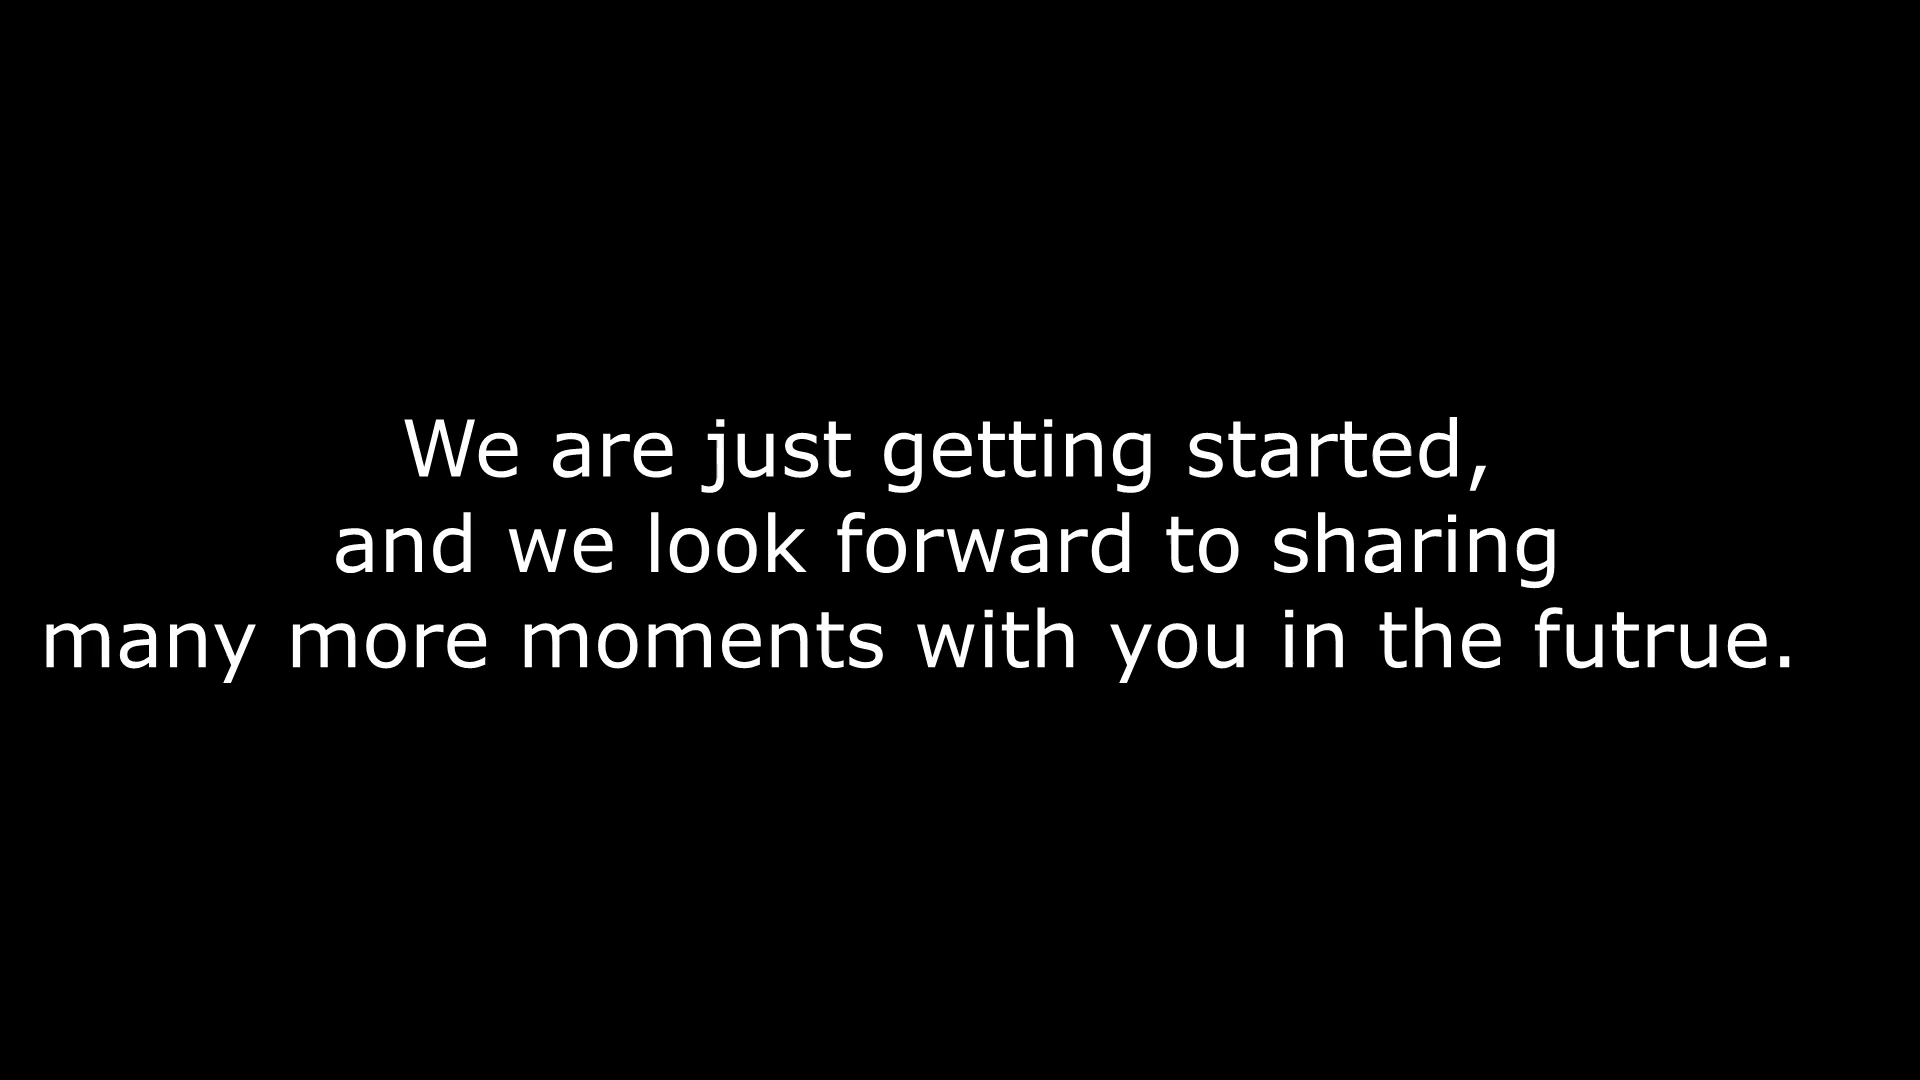 We are just getting started,
and we look forward to sharing
many more moments with you in the futrue.